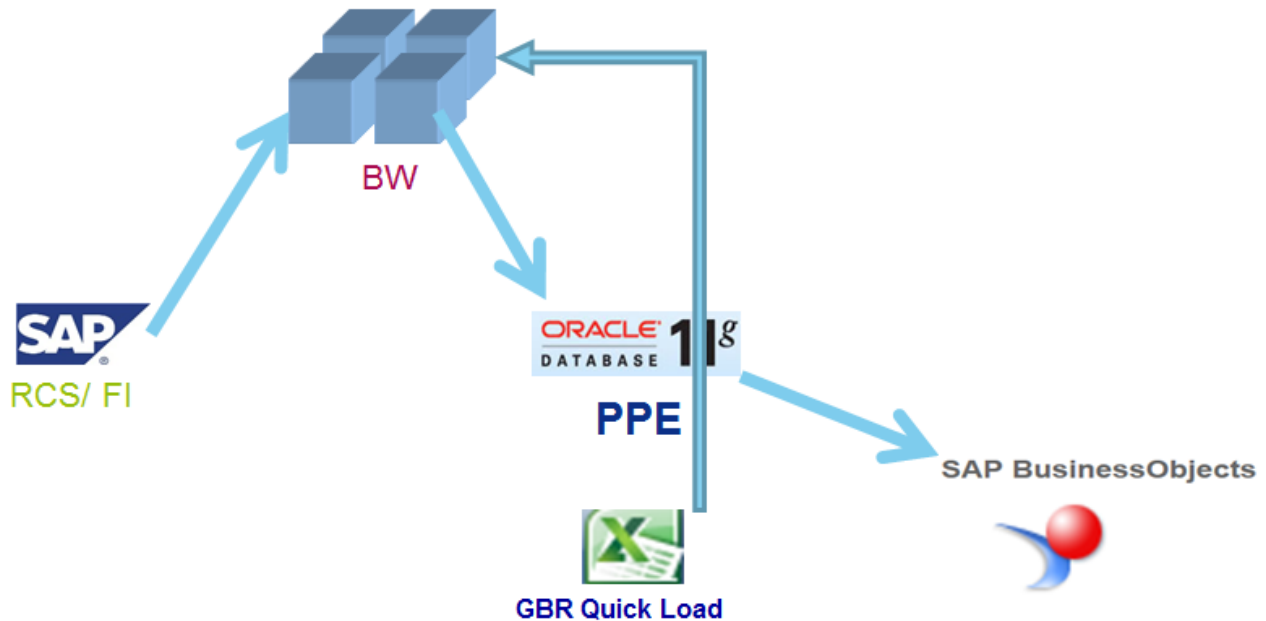 BW
SAP
®
RCS/ FI
ORACLE® 11g
DATABASE
PPE
SAP BusinessObjects
X
GBR Quick Load